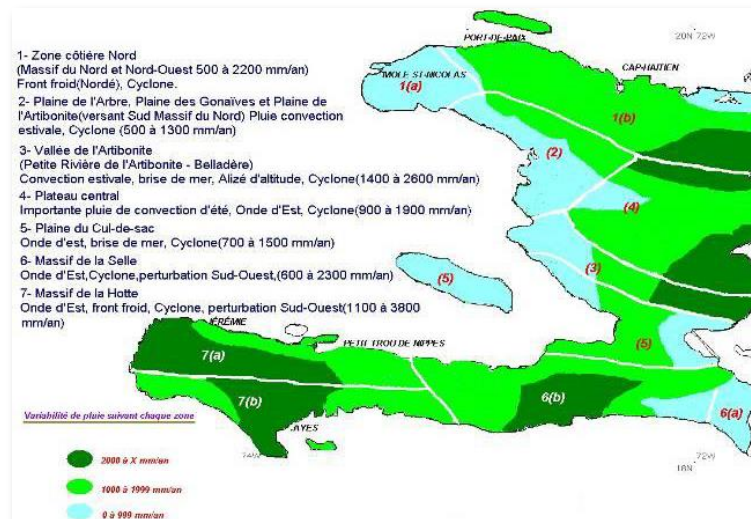 1- Zone côtière Nord
(Massif du Nord et Nord-Ouest 500 à 2200 mm/an)
Front froid(Nordé), Cyclone.
2- Plaine de l'Arbre, Plaine des Gonaïves et Plaine de
l'Artibonite(versant Sud Massif du Nord) Pluie convection
estivale, Cyclone (500 à 1300 mm/an)
3- Vallée de l'Artibonite
(Petite Rivière de l'Artibonite - Belladère)
Convection estivale, brise de mer, Alizé d'altitude, Cyclone(1400 à 2600 mm/an)
4- Plateau central
Importante pluie de convection d'été, Onde d'Est, Cyclone(900 à 1900 mm/an)
5- Plaine du Cul-de-sac
Onde d'est, brise de mer, Cyclone(700 à 1500 mm/an)
6- Massif de la Selle
Onde d'Est,Cyclone,perturbation Sud-Ouest,(600 à 2300 mm/an)
7- Massif de la Hotte
Onde d'Est, front froid, Cyclone, perturbation Sud-Ouest(1100 à 3800
mm/an)
PORT-DE-PAIX
20N 72W
CAP-HAITIEN
MOLE ST-NICOLAS
1(a)
1(b)
(2)
(4)
(3)
(5)
JÉRÉMIE
PETIT TROU DE NIPPES
(5)
7(a)
7(b)
6(b)
6(a)
Variabilité de pluie suivant chaque zone
AYES
74W
72W
18N
2000 à X mm/an
1000 à 1999 mm/an
0 à 999 mm/an